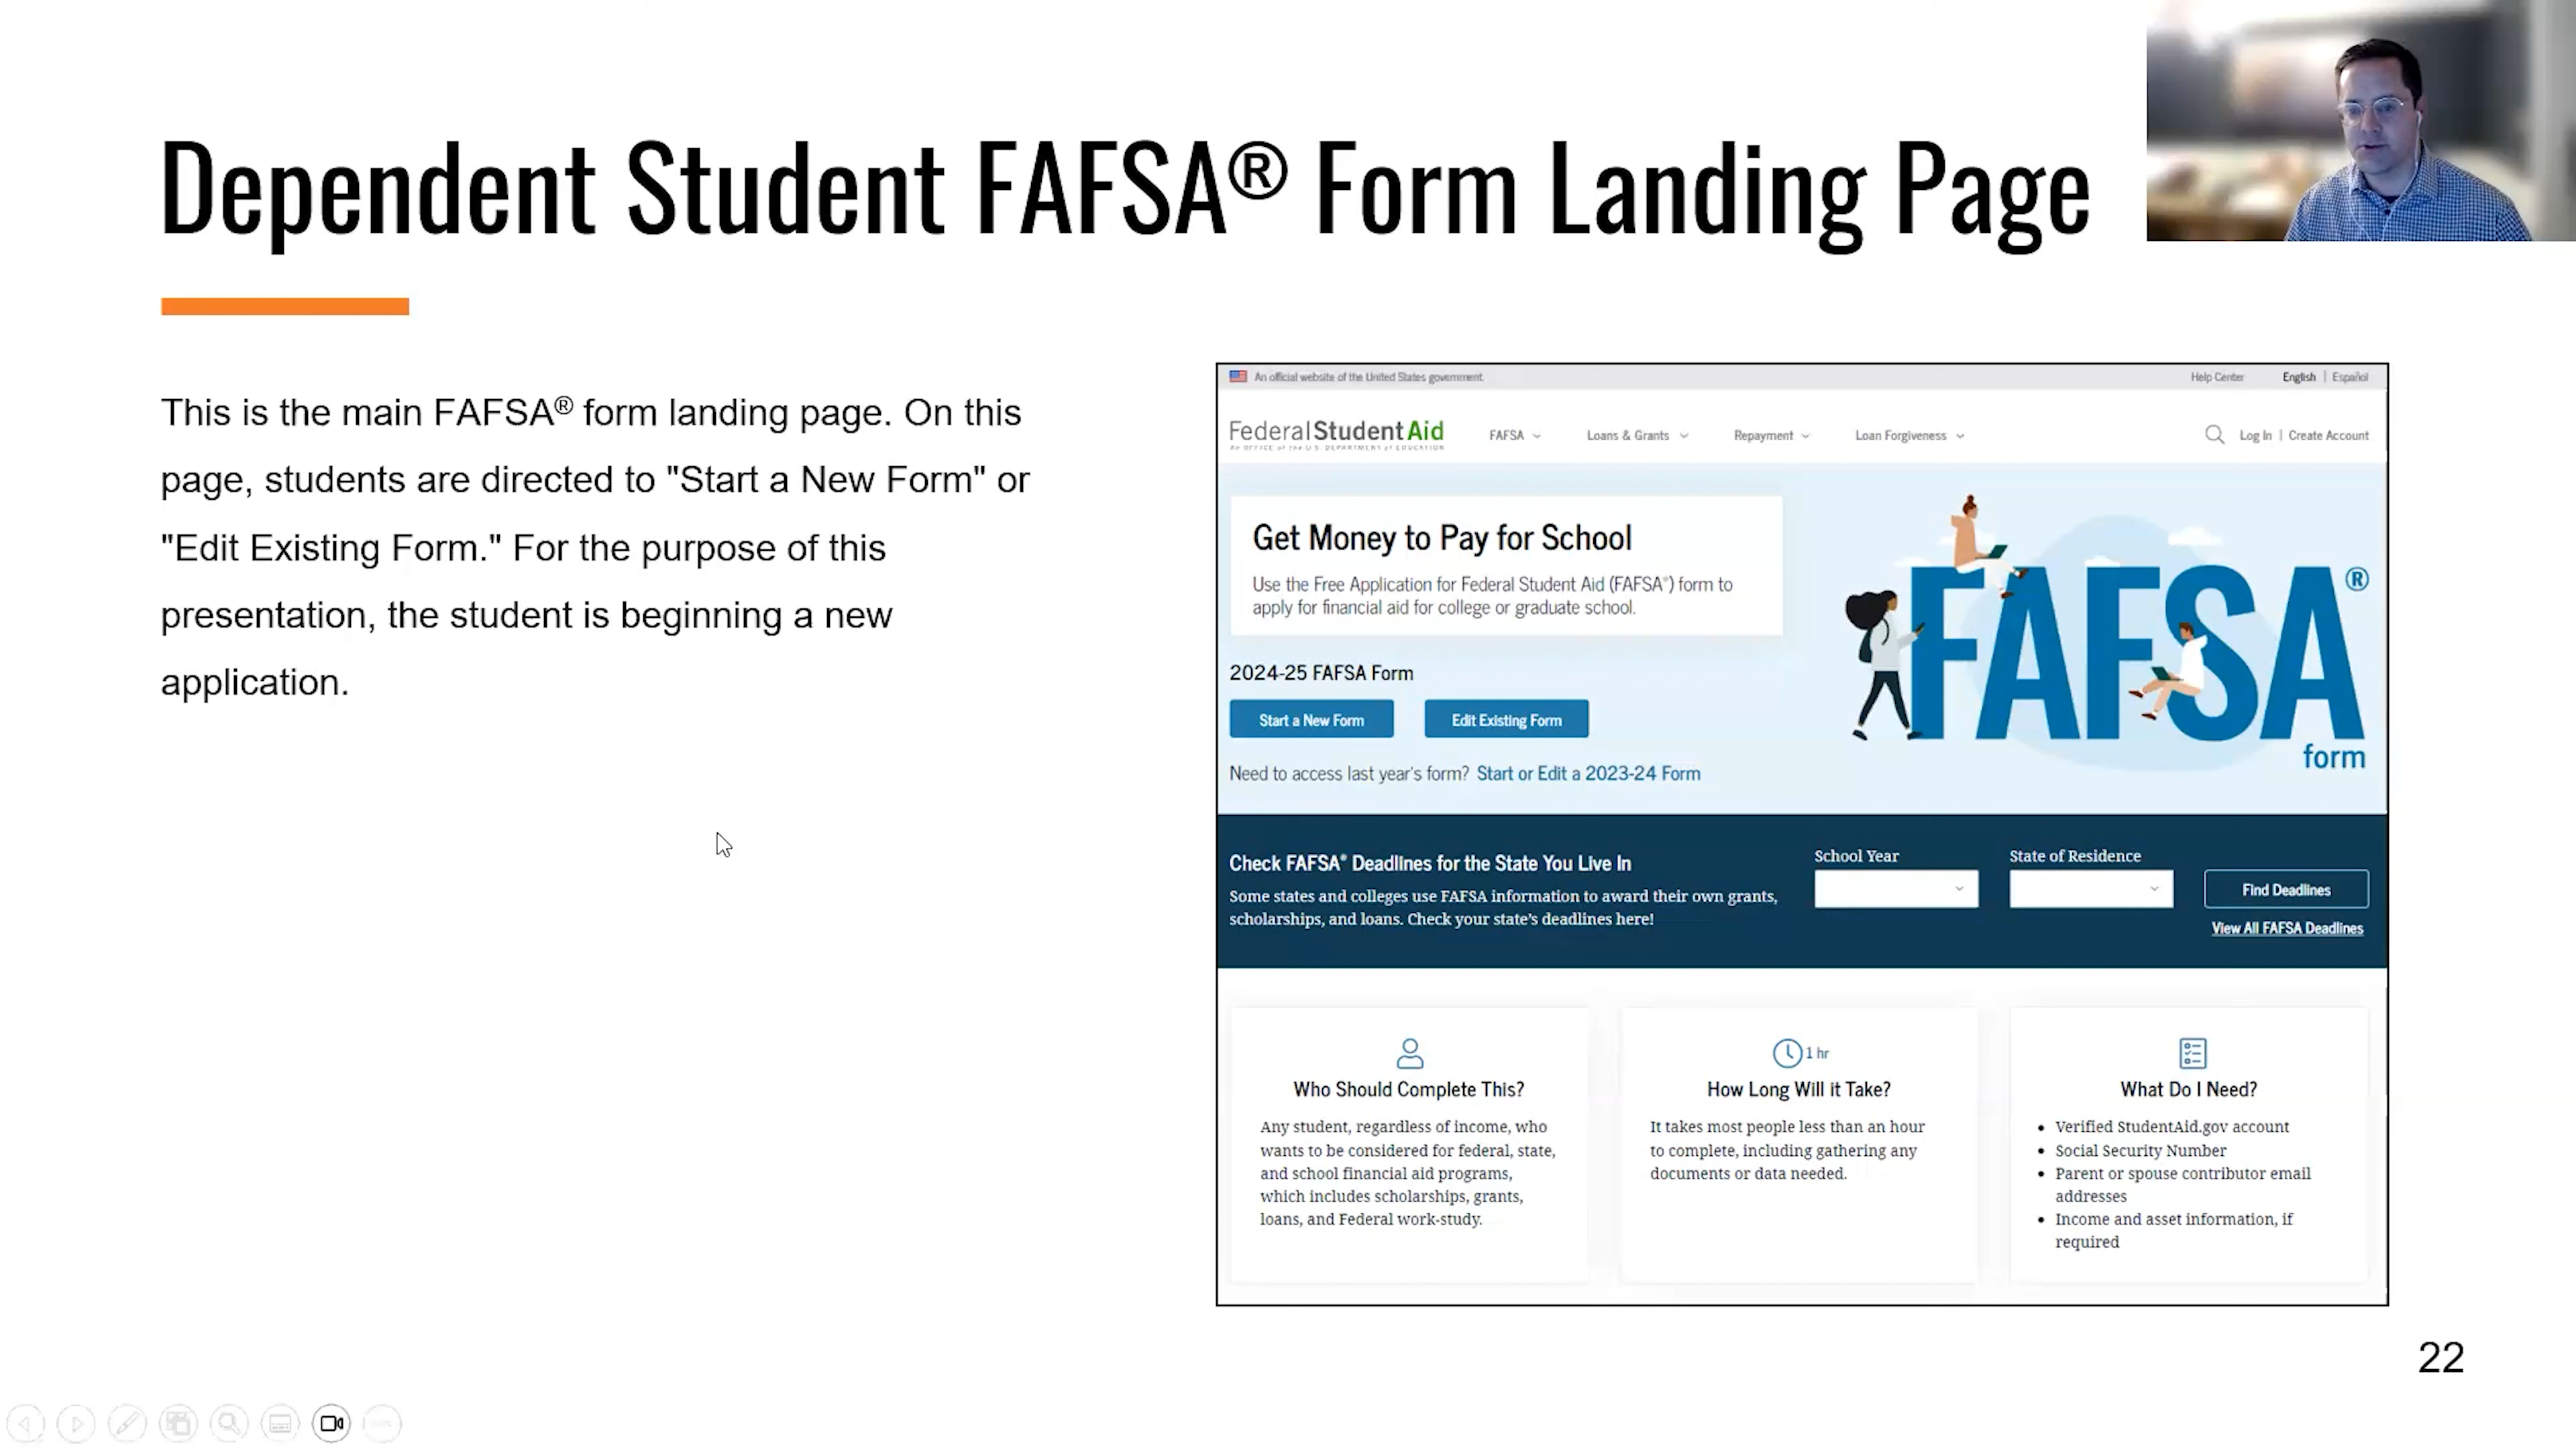 Dependent Student FAFSA® Form Landing Page
This is the main FAFSA® form landing page. On this
page, students are directed to "Start a New Form" or
"Edit Existing Form." For the purpose of this
presentation, the student is beginning a new
application.
An official website of the United States government.
Help Center English | Español
Federal Student Aid
An OFFICE of the U.S. DEPARTMENT of EDUCATION
FAFSA Loans & Grants Repayment Loan Forgiveness
Log In | Create Account
Get Money to Pay for School
Use the Free Application for Federal Student Aid (FAFSA®) form to
apply for financial aid for college or graduate school.
FAFSA®
form
2024-25 FAFSA Form
Start a New Form Edit Existing Form
Need to access last year's form? Start or Edit a 2023-24 Form
Check FAFSA® Deadlines for the State You Live In
Some states and colleges use FAFSA information to award their own grants,
scholarships, and loans. Check your state's deadlines here!
School Year
State of Residence
Find Deadlines
View All FAFSA Deadlines
Who Should Complete This?
Any student, regardless of income, who
wants to be considered for federal, state,
and school financial aid programs,
which includes scholarships, grants,
loans, and Federal work-study.
1 hr
How Long Will it Take?
It takes most people less than an hour
to complete, including gathering any
documents or data needed.
What Do I Need?
• Verified StudentAid.gov account
• Social Security Number
• Parent or spouse contributor email
addresses
• Income and asset information, if
required
22